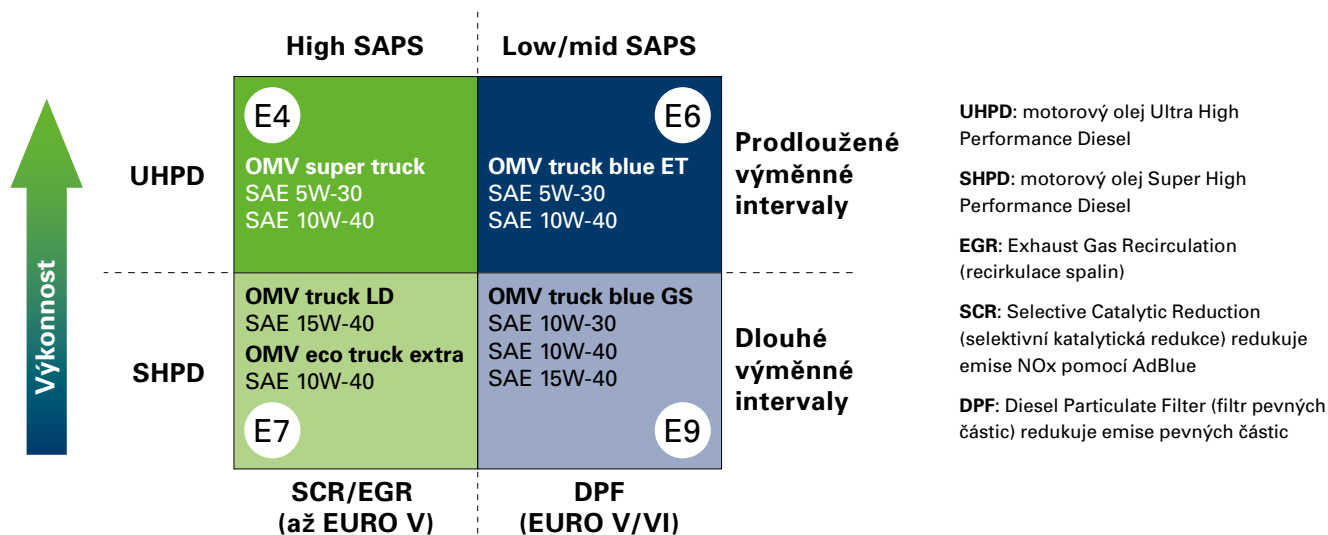 High SAPS
Low/mid SAPS
Výkonnost
UHPD
E4
OMV super truck
SAE 5W-30
SAE 10W-40
E6
OMV truck blue ET
SAE 5W-30
SAE 10W-40
Prodloužené
výměnné
intervaly
SHPD
OMV truck LD
SAE 15W-40
OMV eco truck extra
SAE 10W-40
E7
OMV truck blue GS
SAE 10W-30
SAE 10W-40
SAE 15W-40
E9
Dlouhé
výměnné
intervaly
SCR/EGR
(až EURO V)
DPF
(EURO V/VI)
UHPD: motorový olej Ultra High
Performance Diesel
SHPD: motorový olej Super High
Performance Diesel
EGR: Exhaust Gas Recirculation
(recirkulace spalin)
SCR: Selective Catalytic Reduction
(selektivní katalytická redukce) redukuje
emise NOx pomocí AdBlue
DPF: Diesel Particulate Filter (filtr pevných
částic) redukuje emise pevných částic